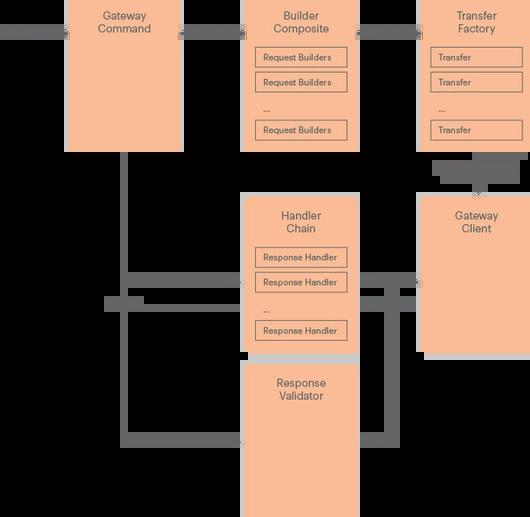 Gateway
Command
Builder
Composite
Request Builders
Request Builders
...
Request Builders
Transfer
Factory
Transfer
Transfer
...
Transfer
Handler
Chain
Response Handler
Response Handler
...
Response Handler
Gateway
Client
Response
Validator